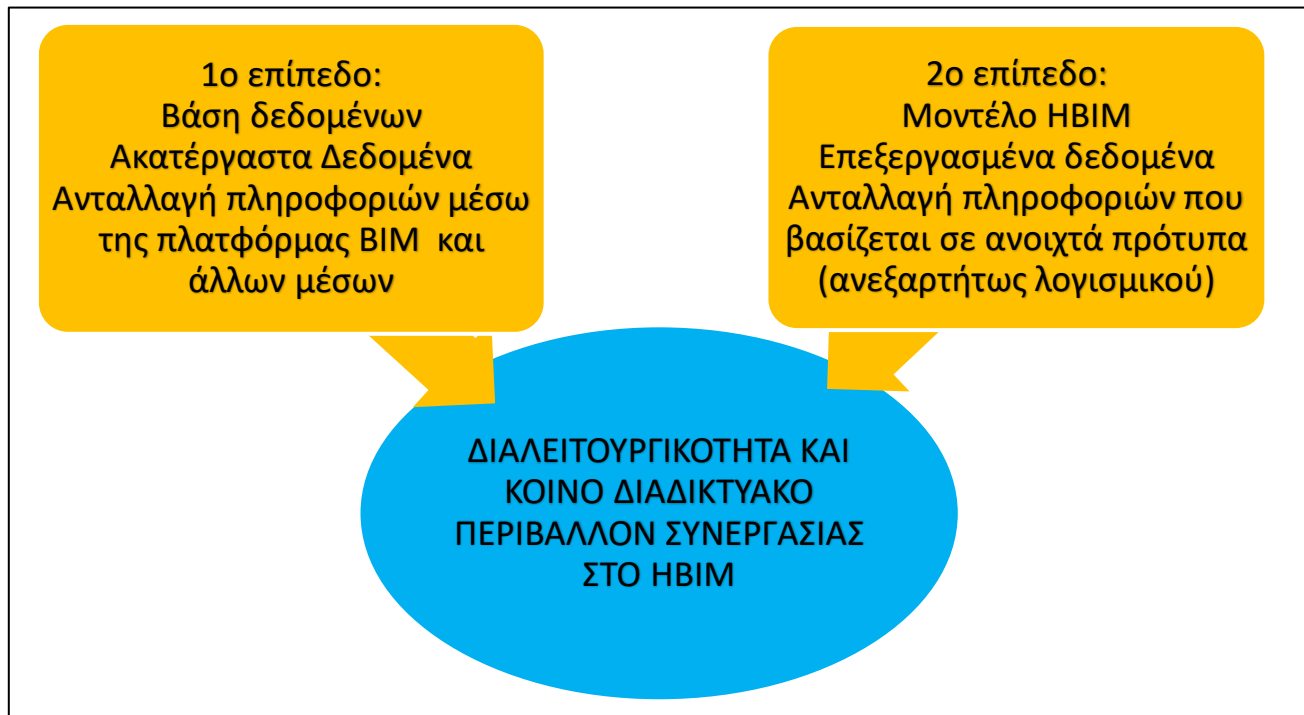 1ο επίπεδο:
Βάση δεδομένων
Ακατέργαστα Δεδομένα
Ανταλλαγή πληροφοριών μέσω
της πλατφόρμας BIM και
άλλων μέσων
2ο επίπεδο:
Μοντέλο HBIM
Επεξεργασμένα δεδομένα
Ανταλλαγή πληροφοριών που
βασίζεται σε ανοιχτά πρότυπα
(ανεξαρτήτως λογισμικού)
ΔΙΑΛΕΙΤΟΥΡΓΙΚΟΤΗΤΑ ΚΑΙ
ΚΟΙΝΟ ΔΙΑΔΙΚΤΥΑΚΟ
ΠΕΡΙΒΑΛΛΟΝ ΣΥΝΕΡΓΑΣΙΑΣ
ΣΤΟ HBIM